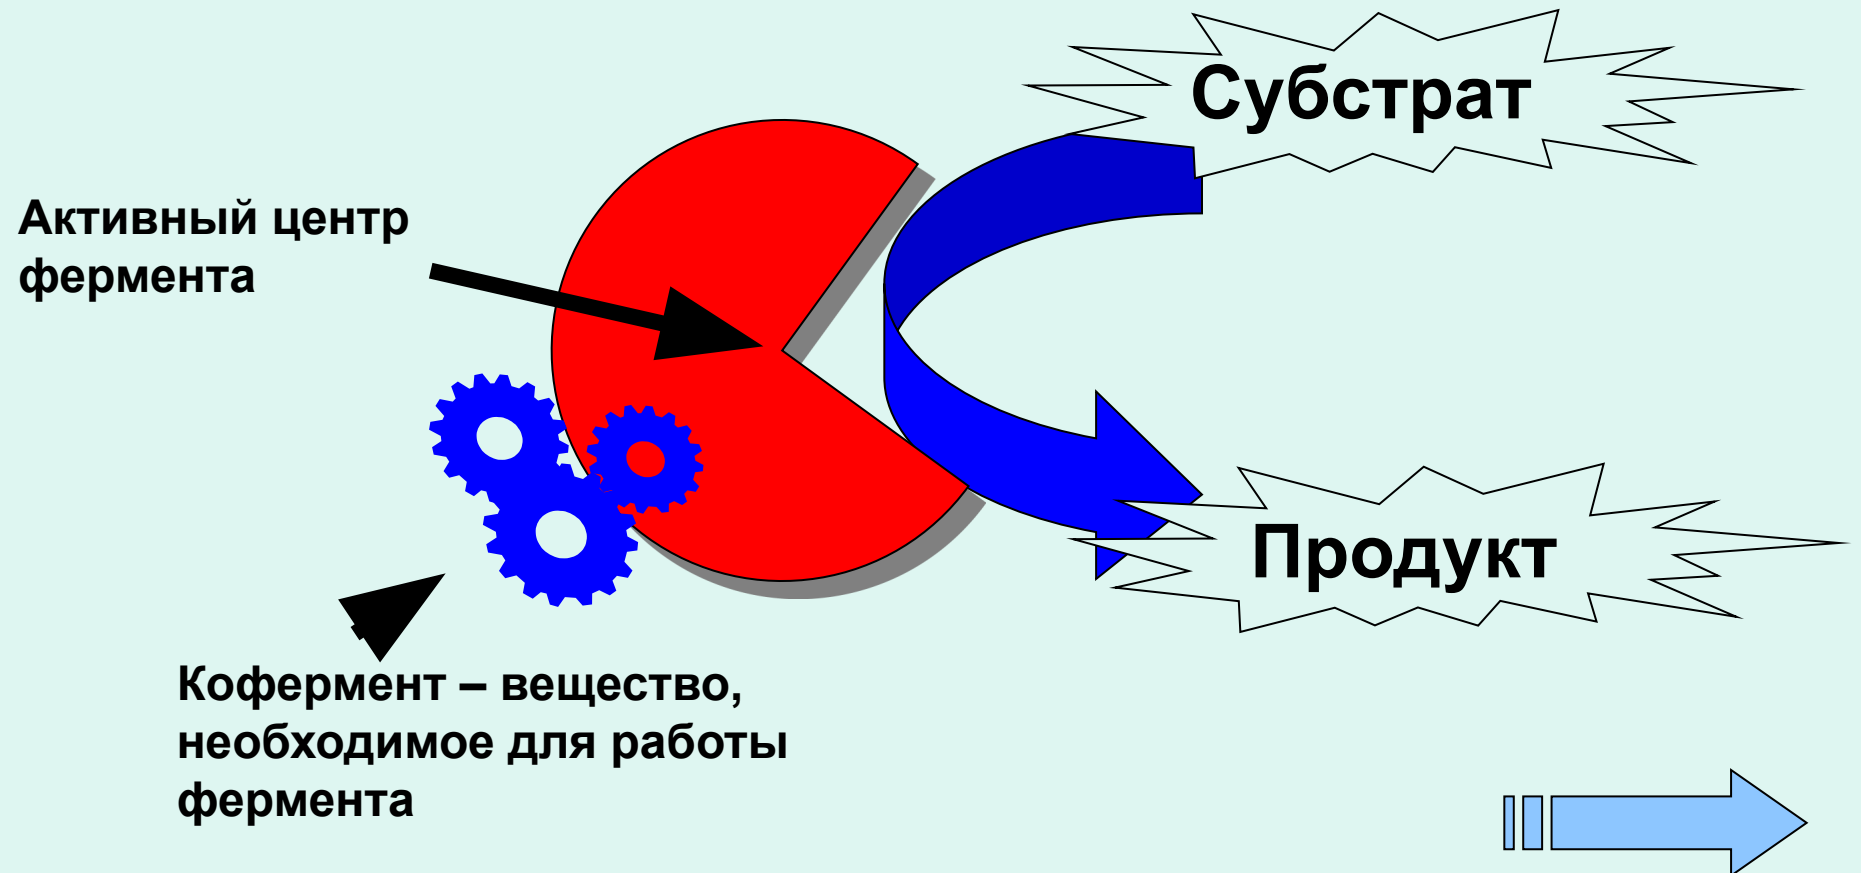 Субстрат
Активный центр
фермента
Продукт
Кофермент – вещество,
необходимое для работы
фермента